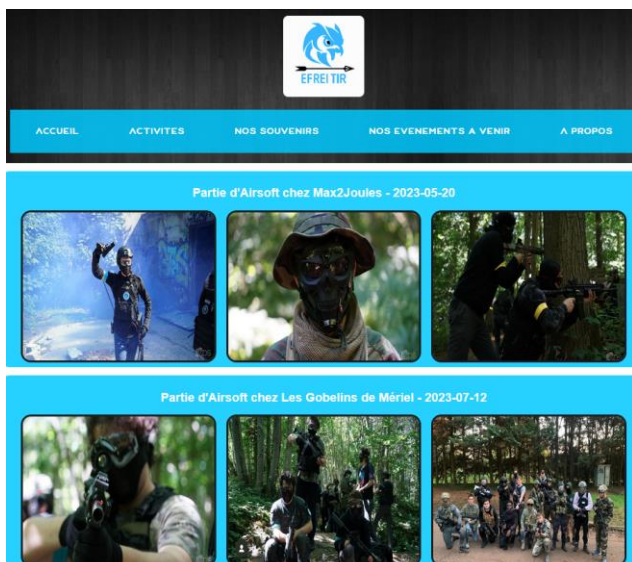 EFREI TIR
ACCUEIL ACTIVITES NOS SOUVENIRS NOS EVENEMENTS A VENIR A PROPOS
Partie d'Airsoft chez Max2Joules - 2023-05-20
Partie d'Airsoft chez Les Gobelins de Mériel - 2023-07-12